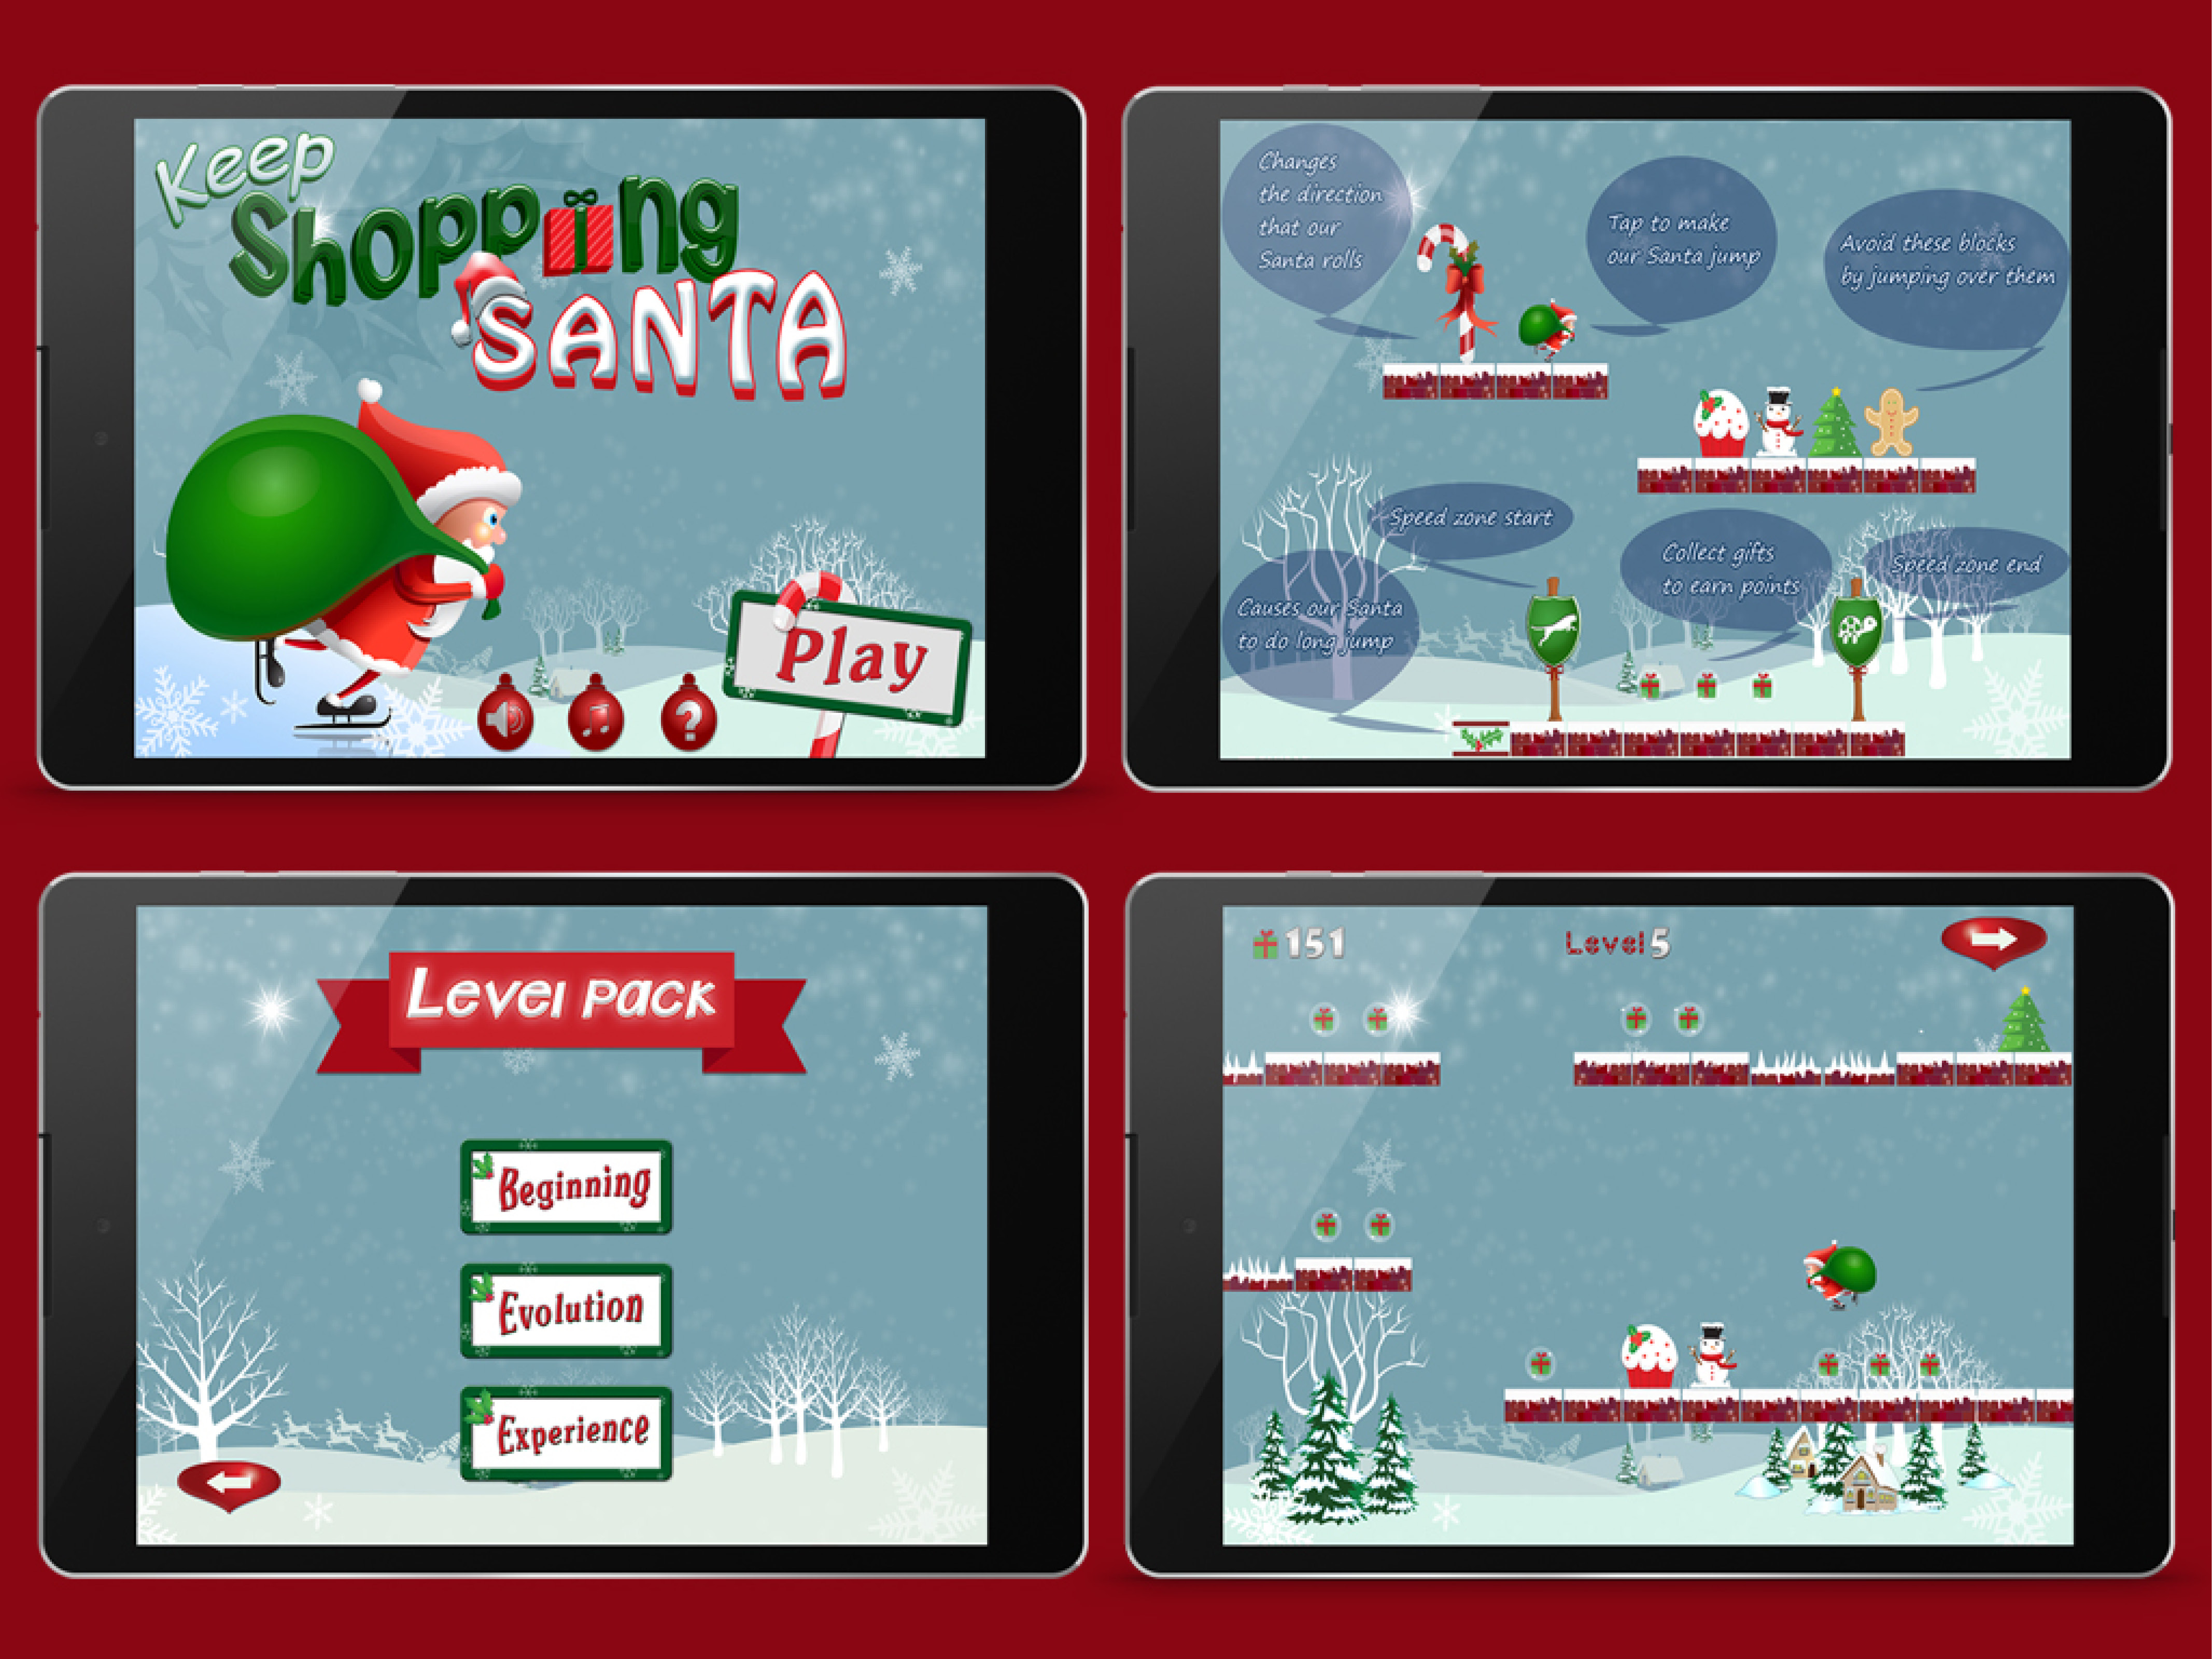 Keep
Shopping
SANTA
Play
?
Changes
the direction
that our
Santa rolls
Tap to make
our Santa jump
Avoid these blocks
by jumping over them
Speed zone start
Collect gifts
to earn points
Speed zone end
Causes our Santa
to do long jump
Level pack
Beginning
Evolution
Experience
151
Level 5